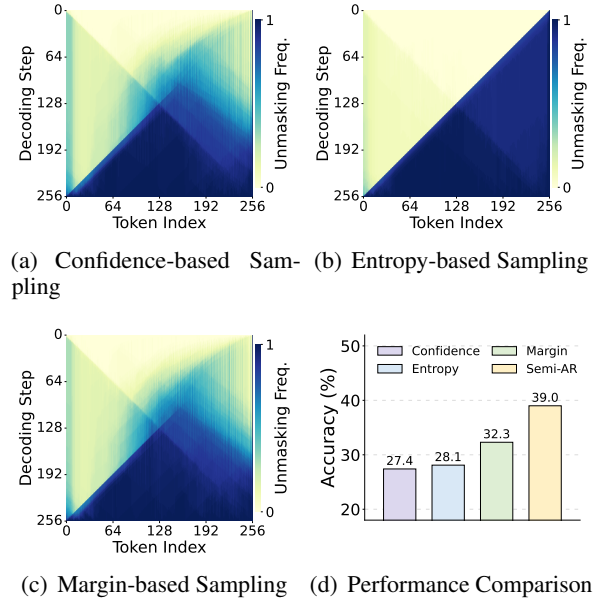 0
64
128
192
256
Decoding Step
0 64 128 192 256
Token Index
1
0
Unmasking Freq.
(a) Confidence-based Sam-
pling
0
64
128
192
256
Decoding Step
0 64 128 192 256
Token Index
1
0
Unmasking Freq.
(b) Entropy-based Sampling
0
64
128
192
256
Decoding Step
0 64 128 192 256
Token Index
1
0
Unmasking Freq.
(c) Margin-based Sampling
50
40
30
20
Accuracy (%)
Confidence Margin
Entropy Semi-AR
27.4 28.1 32.3 39.0
(d) Performance Comparison